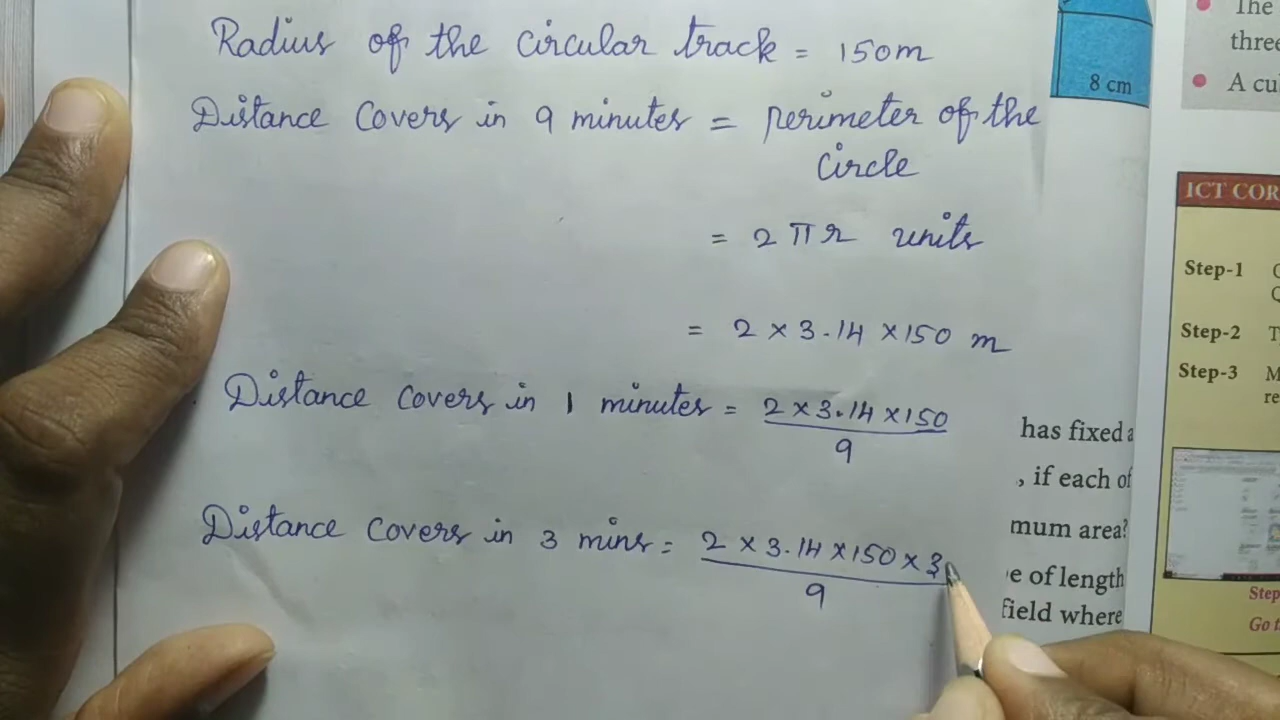 Radius of the circular track = 150m
Distance Covers in 9 minutes = perimeter of the
circle
= 2πr units
= 2 × 3.14 × 150 m
Distance Covers in 1 minutes = 2 × 3.14 × 150
9
Distance Covers in 3 mins = 2 × 3.14 × 150 × 3
9
8 cm
The
three
A cu
ICT COR
Step-1
Step-2
Step-3
has fixed a
, if each of
mum area?
e of length
field where
Step
Go t